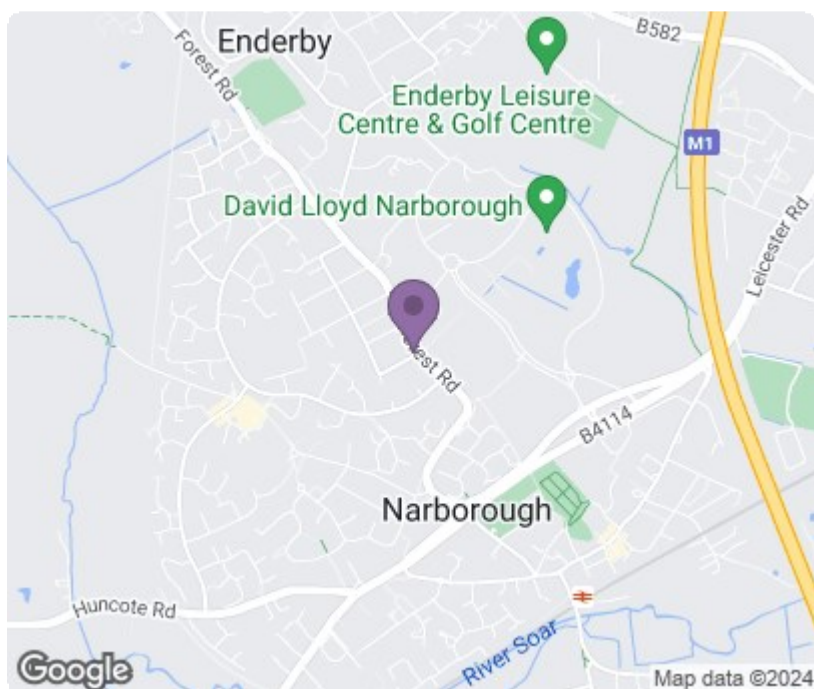 B582
Enderby
Forest Rd
Enderby Leisure
Centre & Golf Centre
M1
David Lloyd Narborough
Leicester Rd
Forest Rd
B4114
Narborough
Huncote Rd
River Soar
Google
Map data ©2024